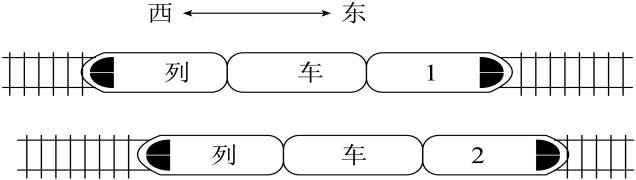 西 东
列 车 1
列 车 2